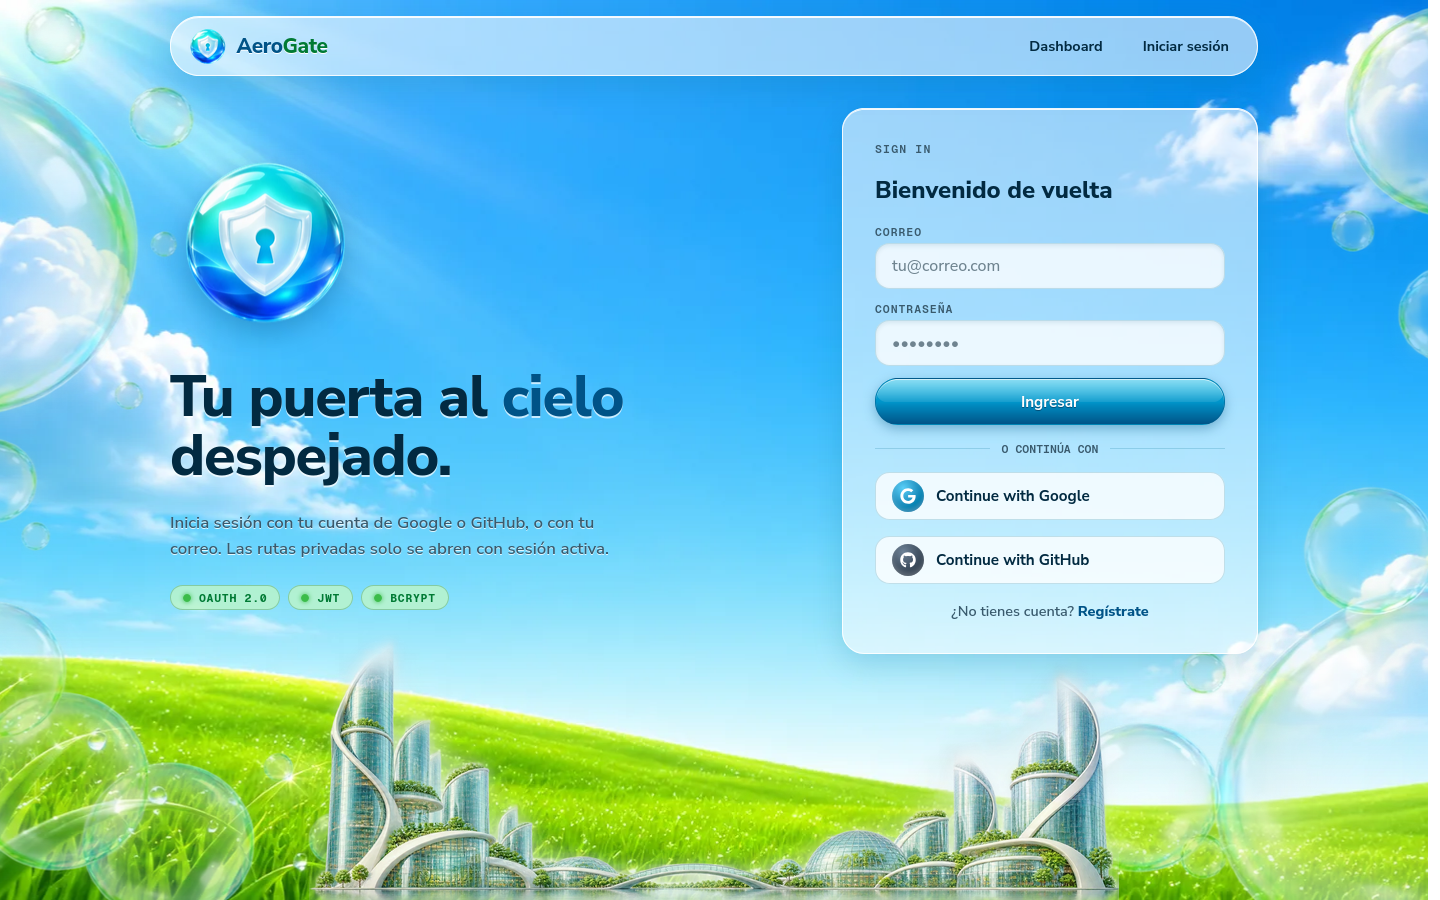 AeroGate
Dashboard
Iniciar sesión
Tu puerta al cielo
despejado.
Inicia sesión con tu cuenta de Google o GitHub, o con tu
correo. Las rutas privadas solo se abren con sesión activa.
OAUTH 2.0
JWT
BCRYPT
SIGN IN
Bienvenido de vuelta
CORREO
tu@correo.com
CONTRASEÑA
••••••••
Ingresar
O CONTINÚA CON
Continue with Google
Continue with GitHub
¿No tienes cuenta? Regístrate